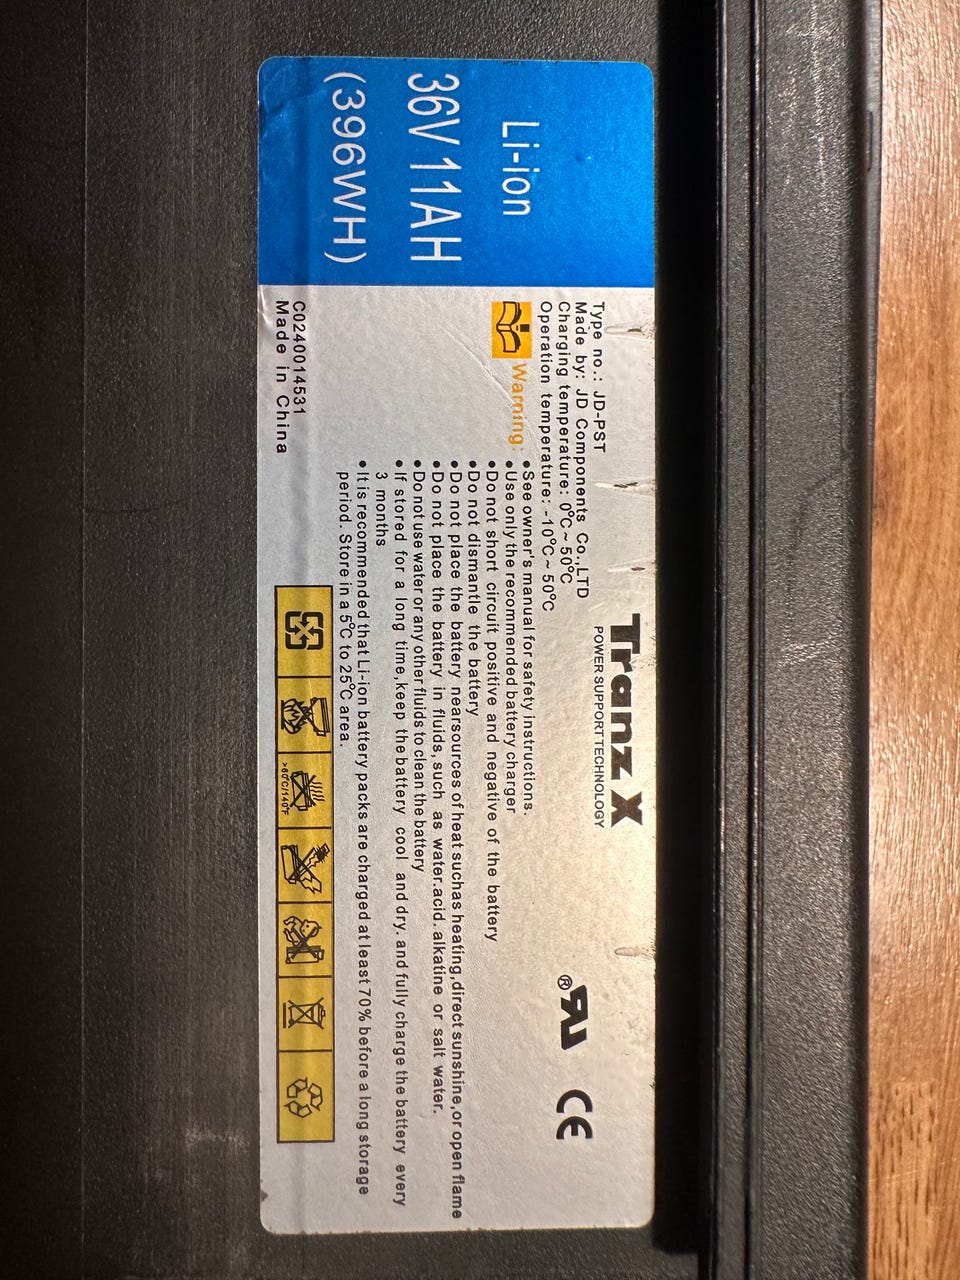 Li-ion
36V 11AH
(396WH)
Tranz X
POWER SUPPORT TECHNOLOGY
Type no.: JD-PST
Made by: JD Components Co.,LTD
Charging temperature: 0℃~50℃
Operation temperature: -10℃~50℃
Warning:
•See owner's manual for safety instructions.
•Use only the recommended battery charger
•Do not short circuit positive and negative of the battery
•Do not dismantle the battery
•Do not place the battery nearsources of heat suchas heating,direct sunshine,or open flame
•Do not place the battery in fluids, such as water.acid. alkatine or salt water.
•Do not use water or any other fluids to clean the battery
•If stored for a long time,keep the battery cool and dry. and fully charge the battery every
3 months
•It is recommended that Li-ion battery packs are charged at least 70% before a long storage
period. Store in a 5℃ to 25℃ area.
C0240014531
Made in China
>60℃/140℉
RU®
CE